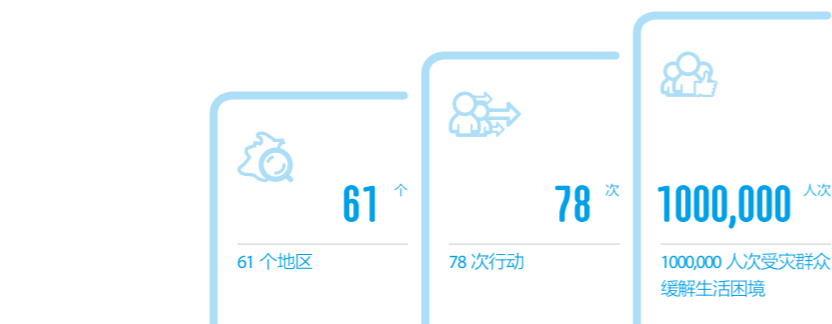 61 个
61 个地区
78 次
78 次行动
1000,000 人次
1000,000 人次受灾群众
缓解生活困境